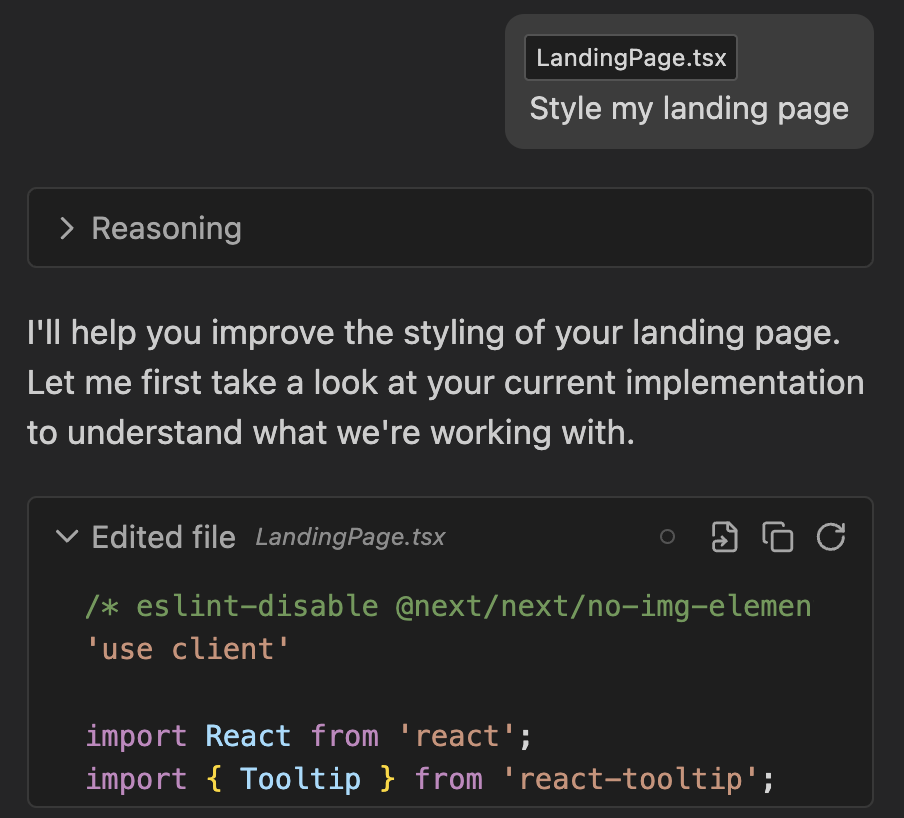 LandingPage.tsx
Style my landing page
Reasoning
I'll help you improve the styling of your landing page.
Let me first take a look at your current implementation
to understand what we're working with.
Edited file LandingPage.tsx
/* eslint-disable @next/next/no-img-elemen
'use client'
import React from 'react';
import { Tooltip } from 'react-tooltip';